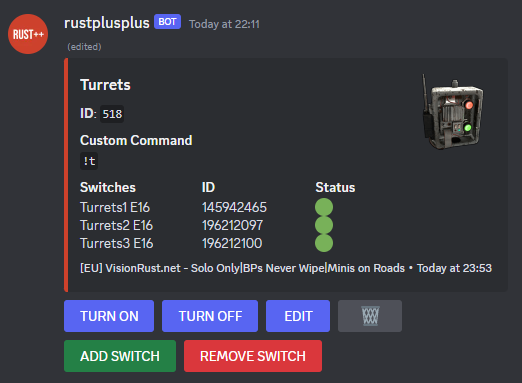 RUST++
rustplusplus BOT Today at 22:11
(edited)
Turrets
ID: 518
Custom Command
!t
Switches ID Status
Turrets1 E16 145942465
Turrets2 E16 196212097
Turrets3 E16 196212100
[EU] VisionRust.net - Solo Only|BPs Never Wipe|Minis on Roads • Today at 23:53
TURN ON TURN OFF EDIT
ADD SWITCH REMOVE SWITCH